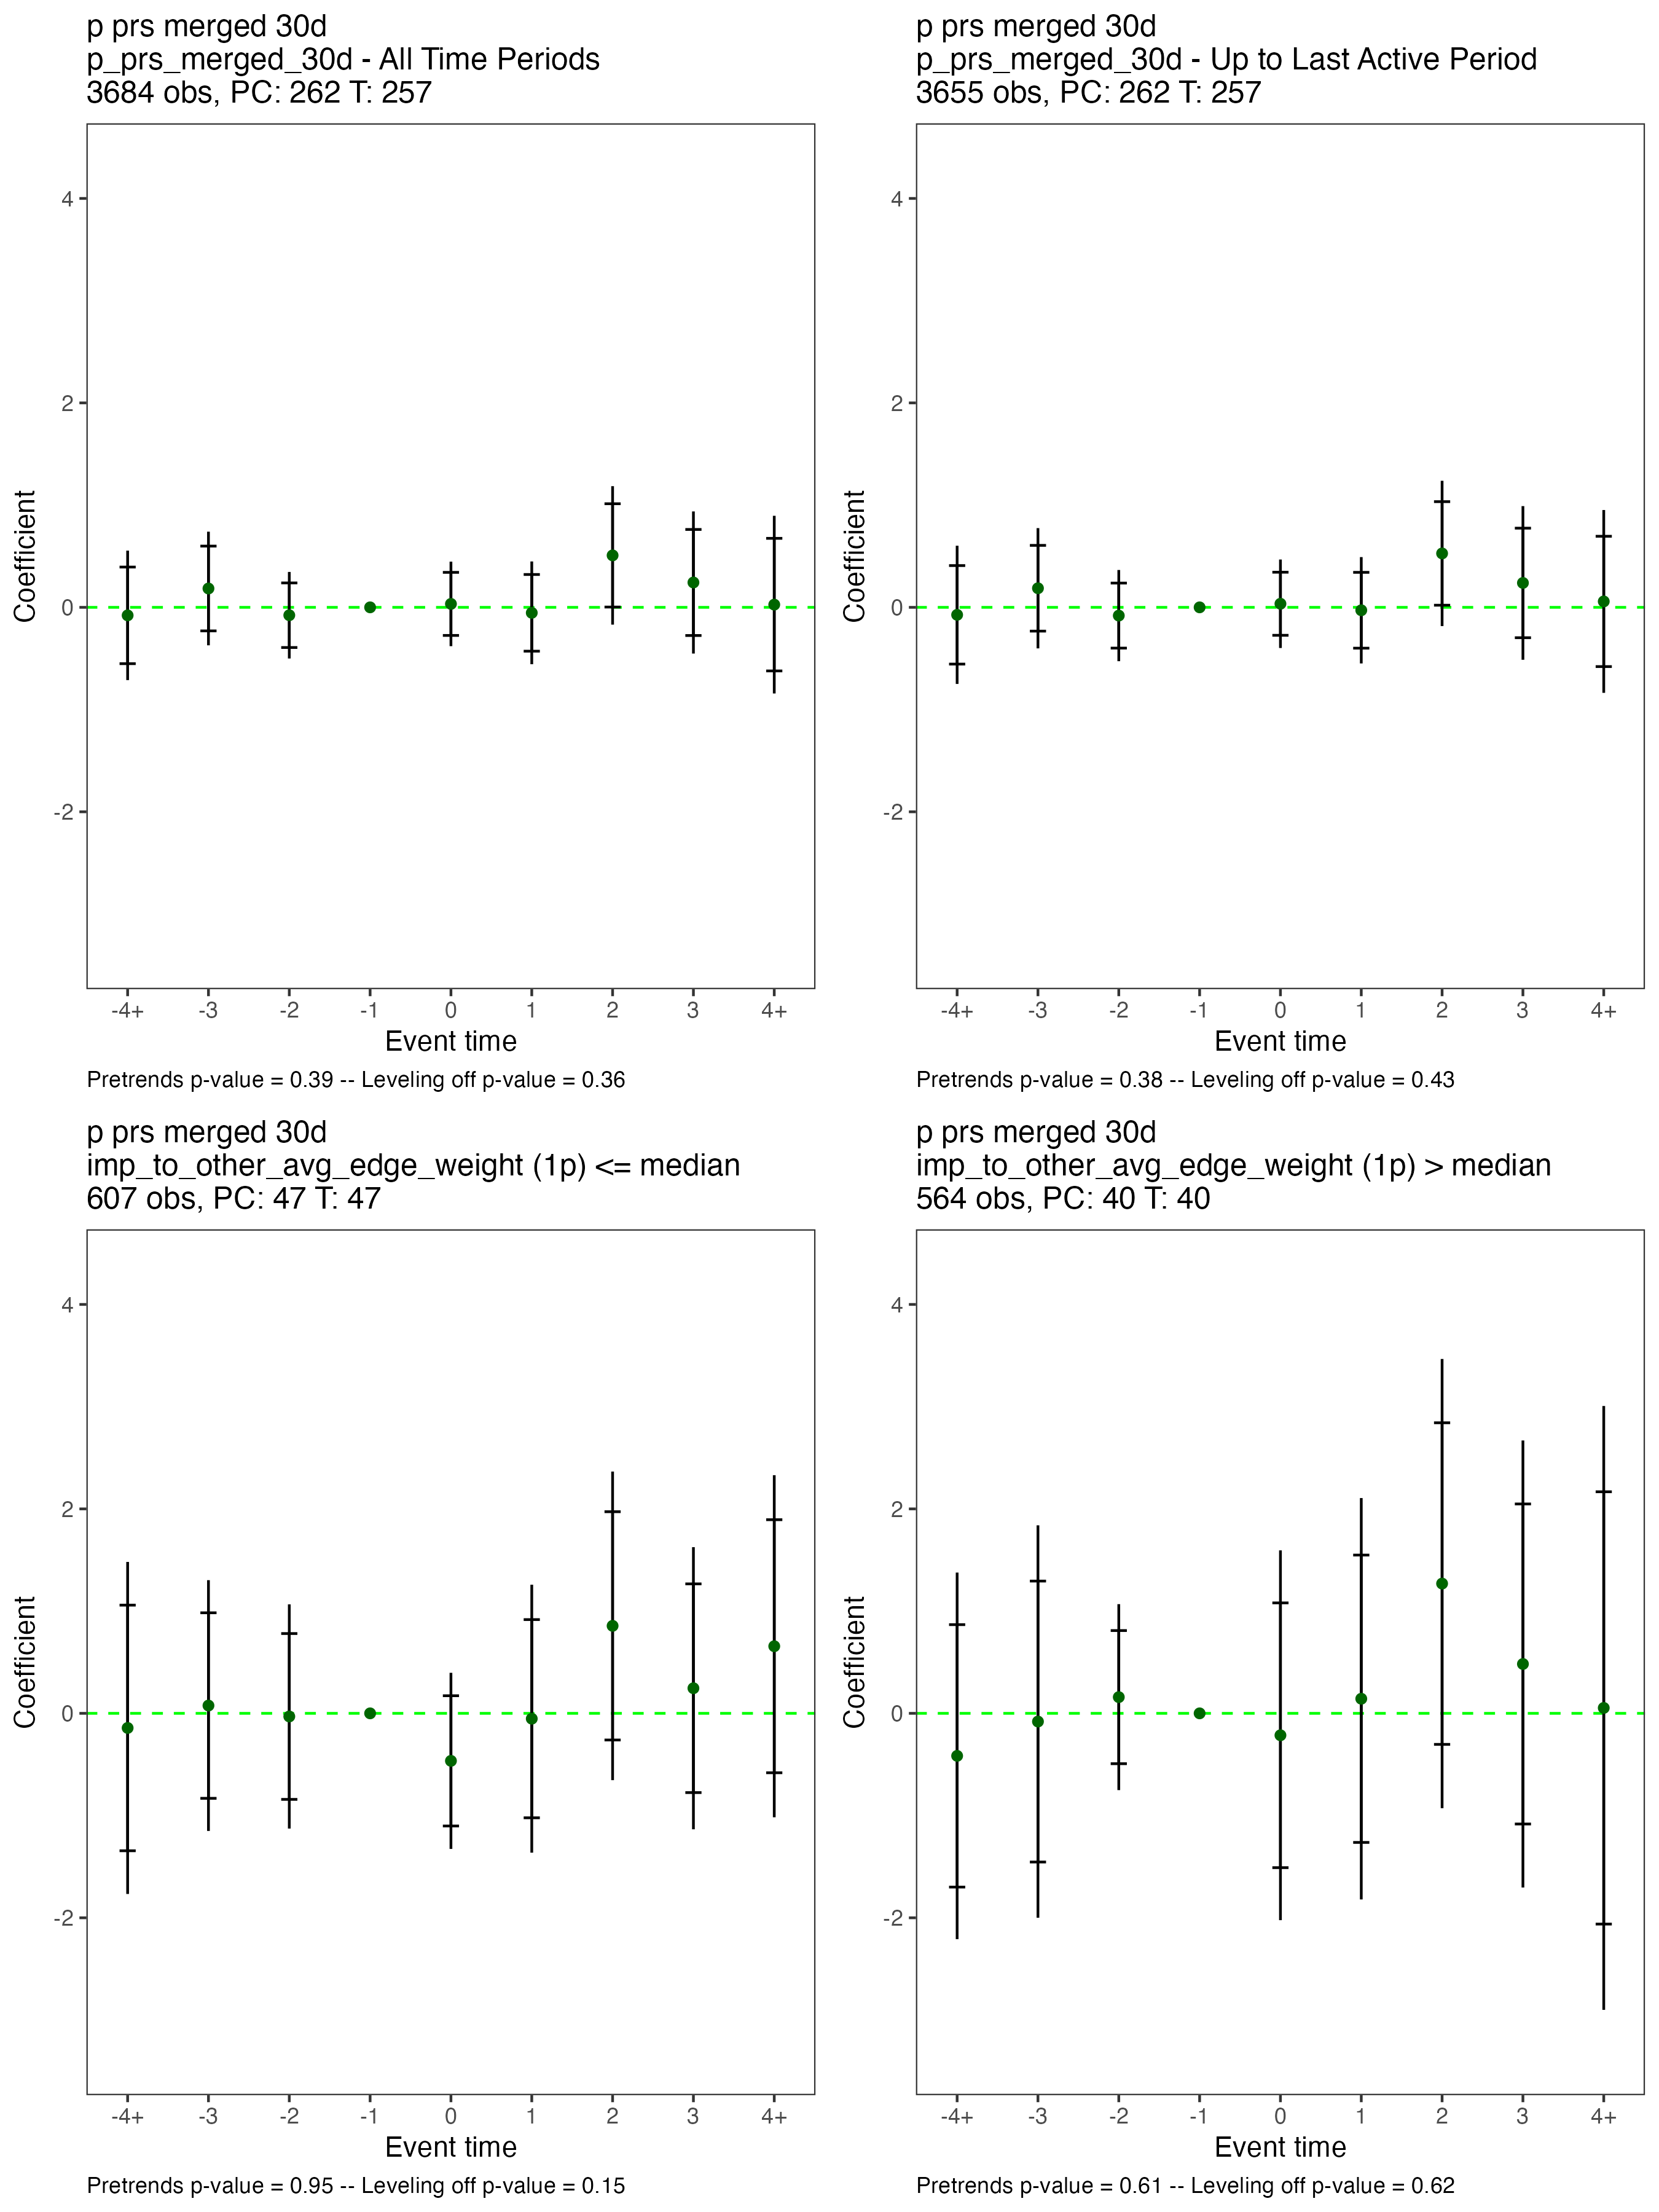 p prs merged 30d
p_prs_merged_30d - All Time Periods
3684 obs, PC: 262 T: 257
4
2
0
-2
Coefficient
-4+ -3 -2 -1 0 1 2 3 4+
Event time
Pretrends p-value = 0.39 -- Leveling off p-value = 0.36
p prs merged 30d
p_prs_merged_30d - Up to Last Active Period
3655 obs, PC: 262 T: 257
4
2
0
-2
Coefficient
-4+ -3 -2 -1 0 1 2 3 4+
Event time
Pretrends p-value = 0.38 -- Leveling off p-value = 0.43
p prs merged 30d
imp_to_other_avg_edge_weight (1p) <= median
607 obs, PC: 47 T: 47
4
2
0
-2
Coefficient
-4+ -3 -2 -1 0 1 2 3 4+
Event time
Pretrends p-value = 0.95 -- Leveling off p-value = 0.15
p prs merged 30d
imp_to_other_avg_edge_weight (1p) > median
564 obs, PC: 40 T: 40
4
2
0
-2
Coefficient
-4+ -3 -2 -1 0 1 2 3 4+
Event time
Pretrends p-value = 0.61 -- Leveling off p-value = 0.62